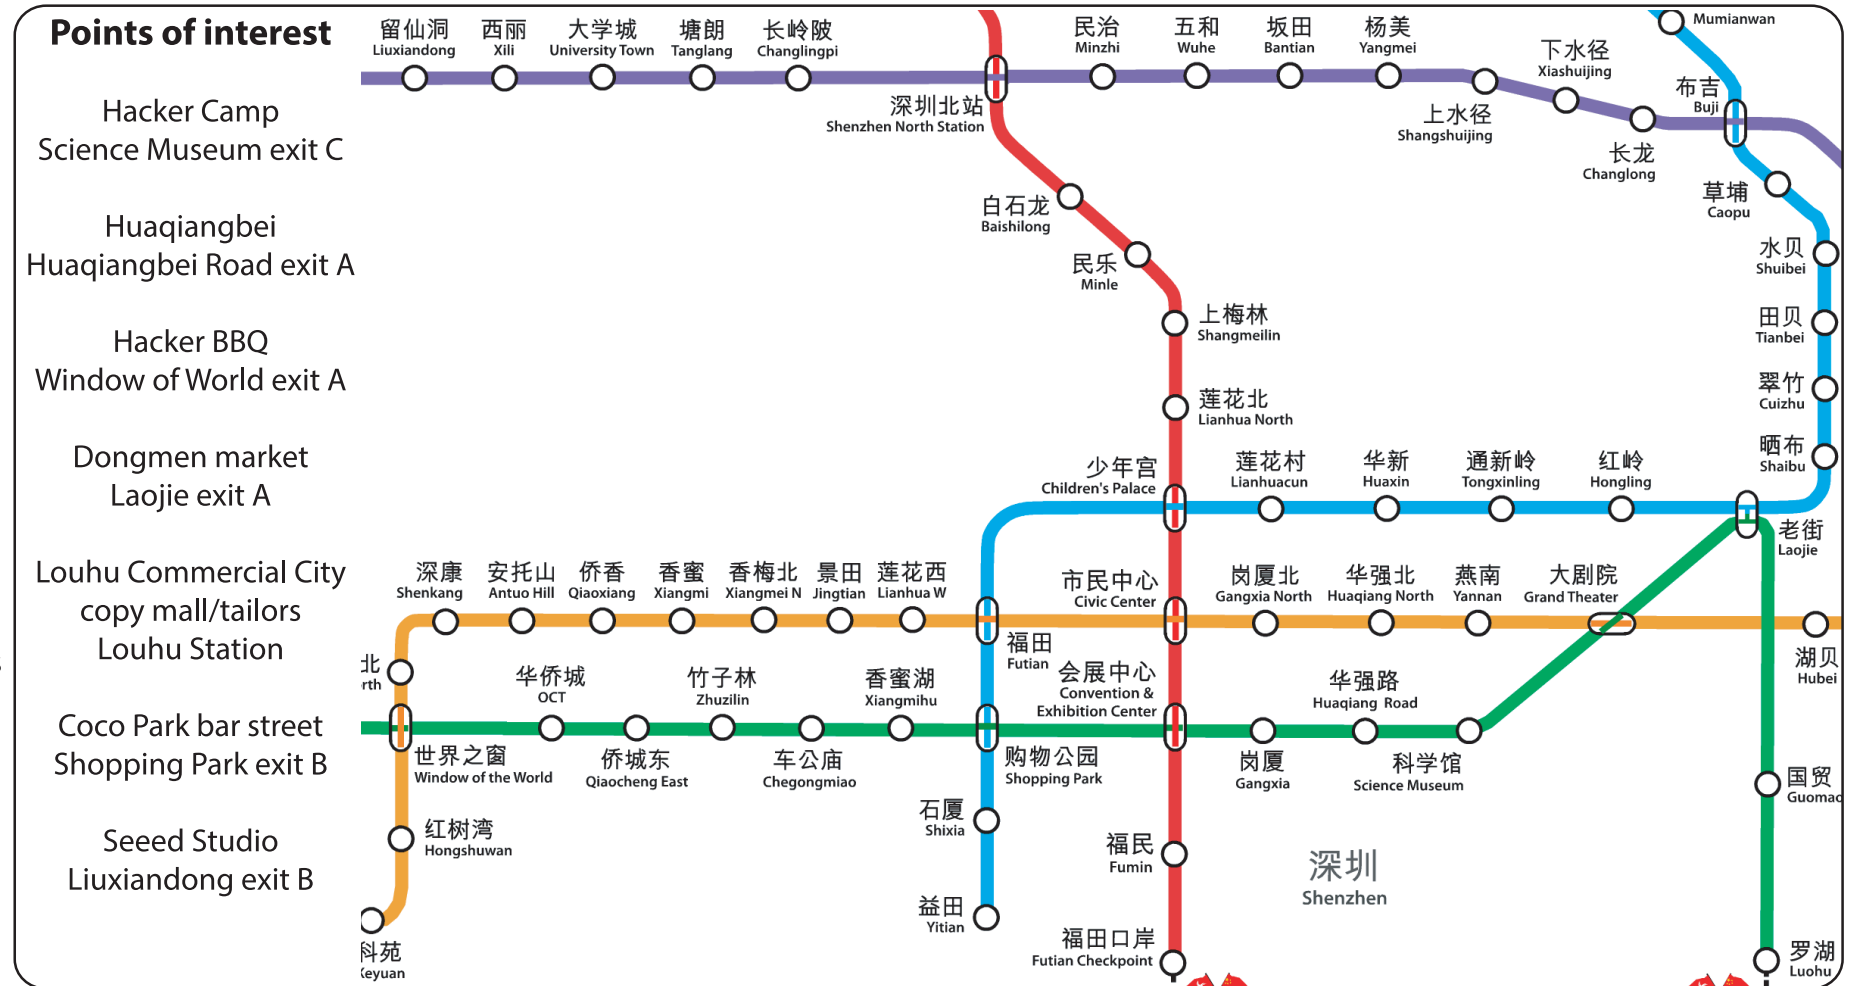 Points of interest
Hacker Camp
Science Museum exit C
Huaqiangbei
Huaqiangbei Road exit A
Hacker BBQ
Window of World exit A
Dongmen market
Laojie exit A
Louhu Commercial City
copy mall/tailors
Louhu Station
Coco Park bar street
Shopping Park exit B
Seeed Studio
Liuxiandong exit B
留仙洞
Liuxiandong
西丽
Xili
大学城
University Town
塘朗
Tanglang
长岭陂
Changlingpi
深圳北站
Shenzhen North Station
民治
Minzhi
五和
Wuhe
坂田
Bantian
杨美
Yangmei
上水径
Shangshuijing
下水径
Xiashuijing
长龙
Changlong
Mumianwan
布吉
Buji
草埔
Caopu
水贝
Shuibei
田贝
Tianbei
翠竹
Cuizhu
晒布
Shaibu
白石龙
Baishilong
民乐
Minle
上梅林
Shangmeilin
莲花北
Lianhua North
少年宫
Children's Palace
莲花村
Lianhuacun
华新
Huaxin
通新岭
Tongxinling
红岭
Hongling
老街
Laojie
深康
Shenkang
安托山
Antuo Hill
侨香
Qiaoxiang
香蜜
Xiangmi
香梅北
Xiangmei N
景田
Jingtian
莲花西
Lianhua W
福田
Futian
市民中心
Civic Center
岗厦北
Gangxia North
华强北
Huaqiang North
燕南
Yannan
大剧院
Grand Theater
湖贝
Hubei
北
rth
世界之窗
Window of the World
华侨城
OCT
侨城东
Qiaocheng East
竹子林
Zhuzilin
车公庙
Chegongmiao
香蜜湖
Xiangmihu
购物公园
Shopping Park
会展中心
Convention &
Exhibition Center
岗厦
Gangxia
华强路
Huaqiang Road
科学馆
Science Museum
国贸
Guomao
红树湾
Hongshuwan
科苑
Keyuan
石厦
Shixia
益田
Yitian
福民
Fumin
福田口岸
Futian Checkpoint
深圳
Shenzhen
罗湖
Luohu